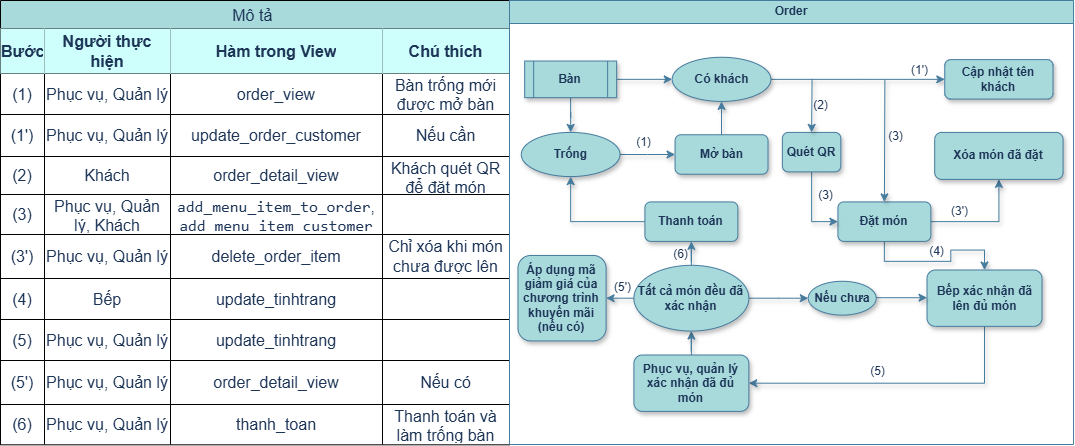 Mô tả
Bước
Người thực
hiện
Hàm trong View
Chú thích
(1)
Phục vụ, Quản lý
order_view
Bàn trống mới
được mở bàn
(1')
Phục vụ, Quản lý
update_order_customer
Nếu cần
(2)
Khách
order_detail_view
Khách quét QR
để đặt món
(3)
Phục vụ, Quản
lý, Khách
add_menu_item_to_order,
add_menu_item_customer
(3')
Phục vụ, Quản lý
delete_order_item
Chỉ xóa khi món
chưa được lên
(4)
Bếp
update_tinhtrang
(5)
Phục vụ, Quản lý
update_tinhtrang
(5')
Phục vụ, Quản lý
order_detail_view
Nếu có
(6)
Phục vụ, Quản lý
thanh_toan
Thanh toán và
làm trống bàn
Order
Bàn
Có khách
(1')
Cập nhật tên
khách
(2)
(3)
Trống
(1)
Mở bàn
Quét QR
Xóa món đã đặt
(3)
Thanh toán
Đặt món
(3')
(6)
(4)
Áp dụng mã
giảm giá của
chương trình
khuyến mãi
(nếu có)
(5')
Tất cả món đều đã
xác nhận
Nếu chưa
Bếp xác nhận đã
lên đủ món
Phục vụ, quản lý
xác nhận đã đủ
món
(5)